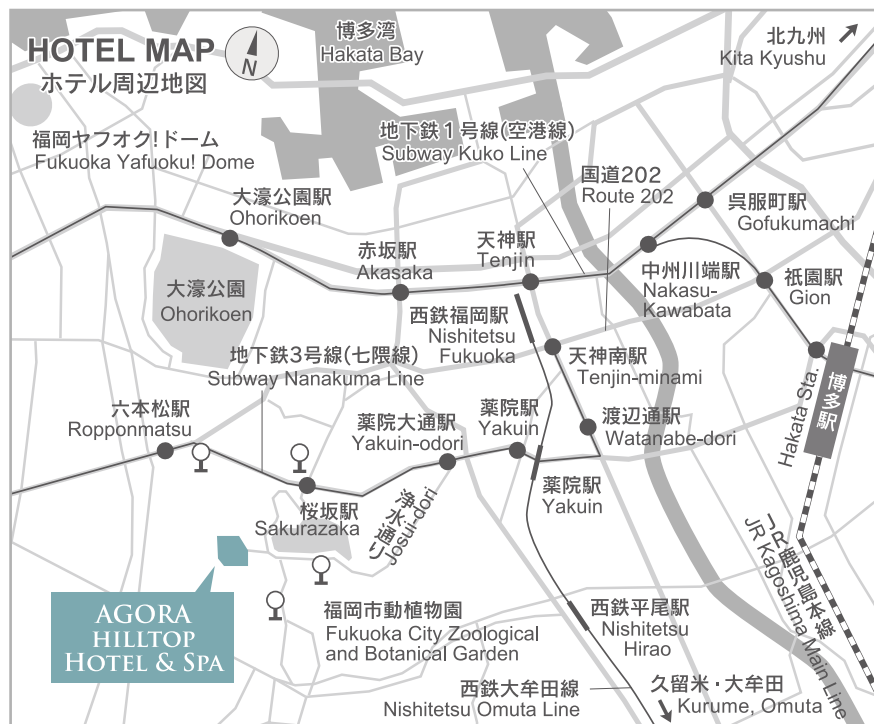 HOTEL MAP
ホテル周辺地図
N
博多湾
Hakata Bay
北九州
Kita Kyushu
福岡ヤフオク!ドーム
Fukuoka Yafuoku! Dome
地下鉄1号線(空港線)
Subway Kuko Line
国道202
Route 202
大濠公園駅
Ohorikoen
赤坂駅
Akasaka
天神駅
Tenjin
呉服町駅
Gofukumachi
中州川端駅
Nakasu-
Kawabata
祇園駅
Gion
大濠公園
Ohorikoen
西鉄福岡駅
Nishitetsu
Fukuoka
天神南駅
Tenjin-minami
地下鉄3号線(七隈線)
Subway Nanakuma Line
博多駅
Hakata Sta.
六本松駅
Ropponmatsu
薬院大通駅
Yakuin-odori
薬院駅
Yakuin
渡辺通駅
Watanabe-dori
桜坂駅
Sakurazaka
浄水通り
Josui-dori
薬院駅
Yakuin
JR鹿児島本線
JR Kagoshima Main Line
AGORA
HILLTOP
HOTEL & SPA
福岡市動植物園
Fukuoka City Zoological
and Botanical Garden
西鉄平尾駅
Nishitetsu
Hirao
西鉄大牟田線
Nishitetsu Omuta Line
久留米・大牟田
Kurume, Omuta